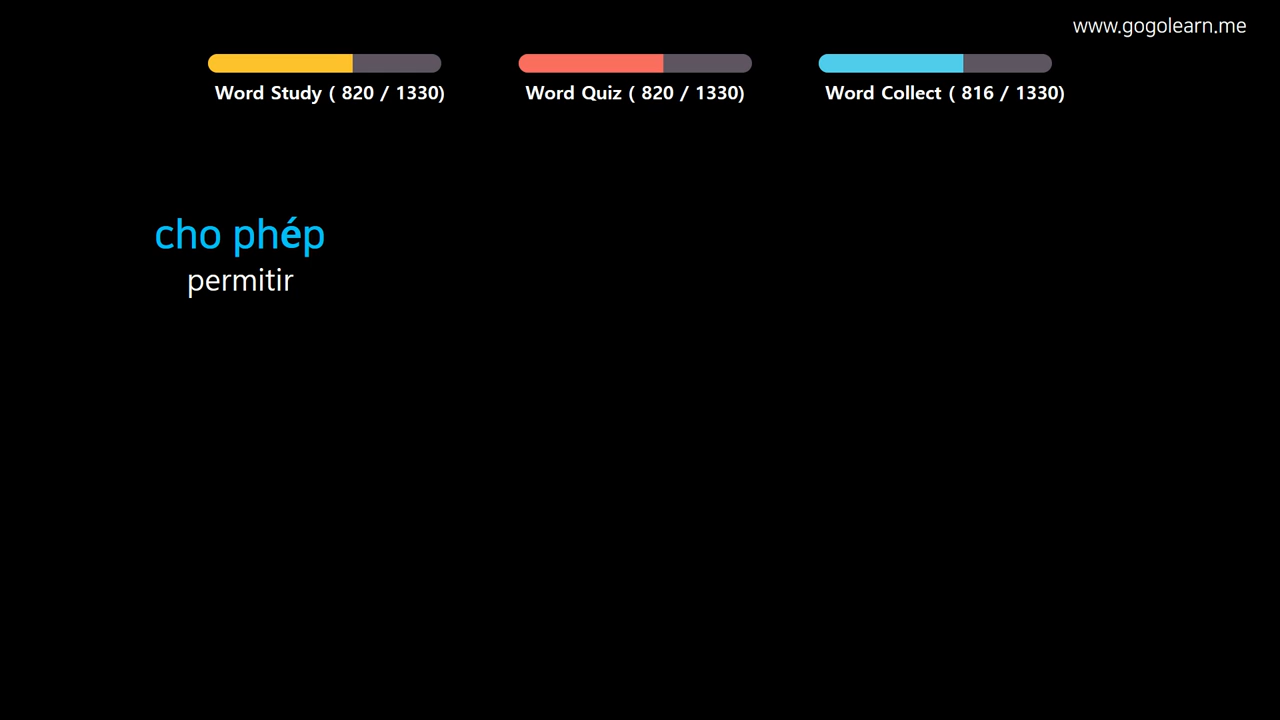 www.gogolearn.me
Word Study ( 820 / 1330)
Word Quiz ( 820 / 1330)
Word Collect ( 816 / 1330)
cho phép
permitir